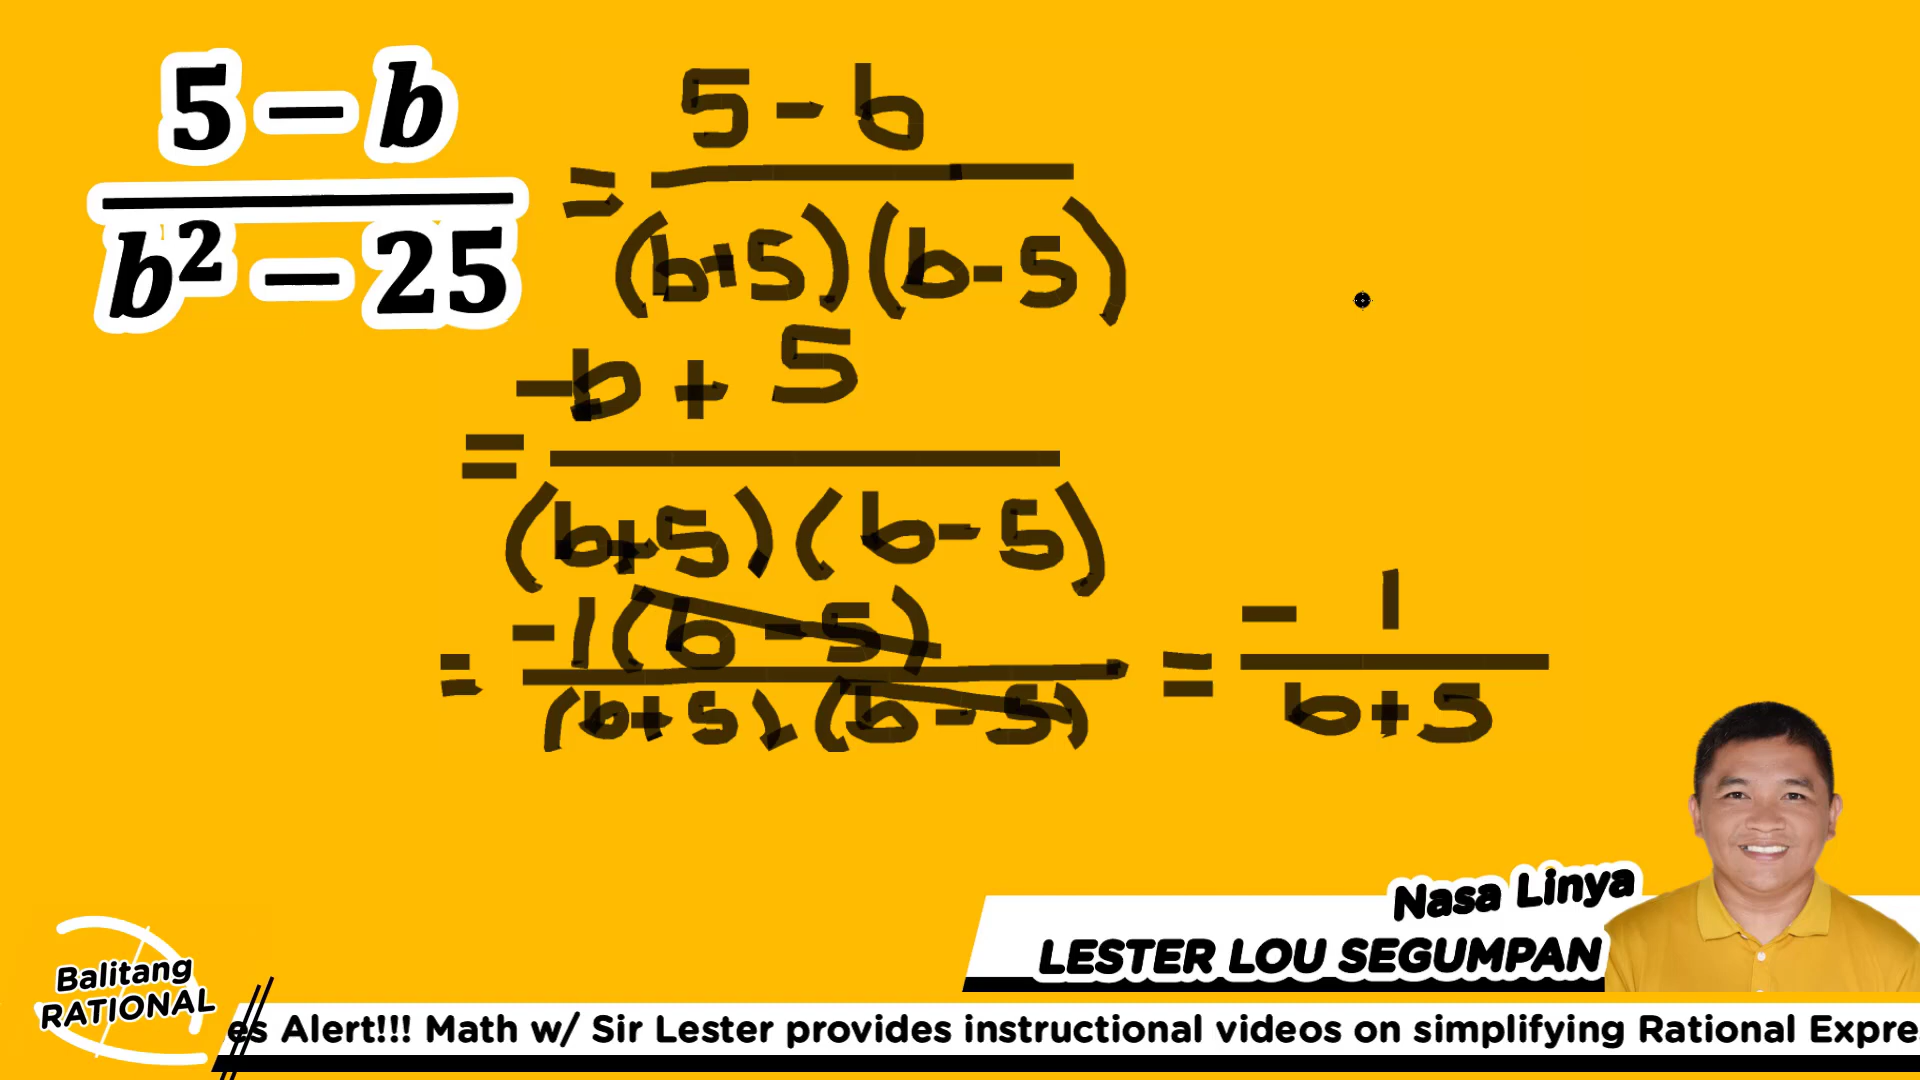 5 − b
b² − 25
= 5 - b
(b+5)(b-5)
= -b + 5
(b+5)(b-5)
= -1(b-5)
(b+5).(b-5)
= - 1
b+5
Nasa Linya
LESTER LOU SEGUMPAN
Balitang
RATIONAL
es Alert!!! Math w/ Sir Lester provides instructional videos on simplifying Rational Expre